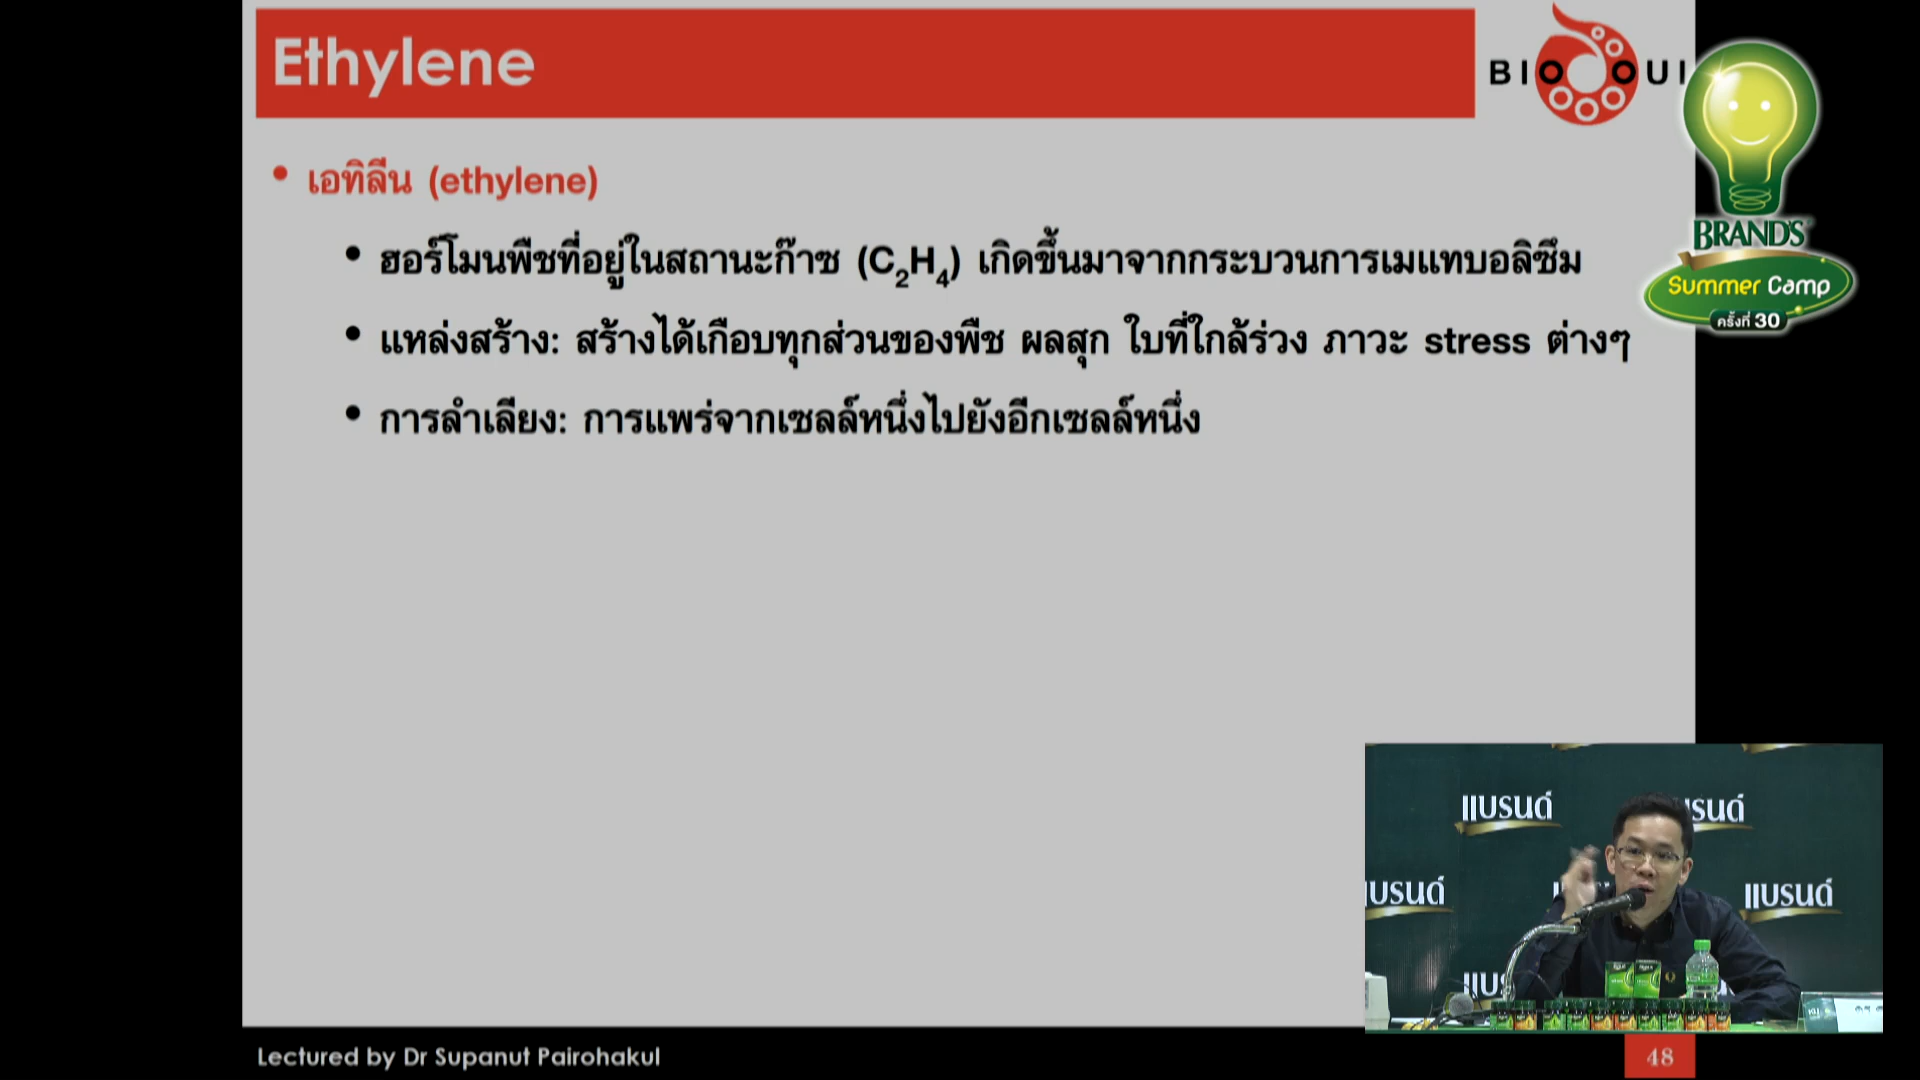 Ethylene
BIO OUI
• เอทิลีน (ethylene)
• ฮอร์โมนพืชที่อยู่ในสถานะก๊าซ (C2H4) เกิดขึ้นมาจากกระบวนการเมแทบอลิซึม
• แหล่งสร้าง: สร้างได้เกือบทุกส่วนของพืช ผลสุก ใบที่ใกล้ร่วง ภาวะ stress ต่างๆ
• การลำเลียง: การแพร่จากเซลล์หนึ่งไปยังอีกเซลล์หนึ่ง
BRAND'S
Summer Camp
ครั้งที่ 30
แบรนด์
แบรนด์
แบรนด์
Lectured by Dr Supanut Pairohakul
48